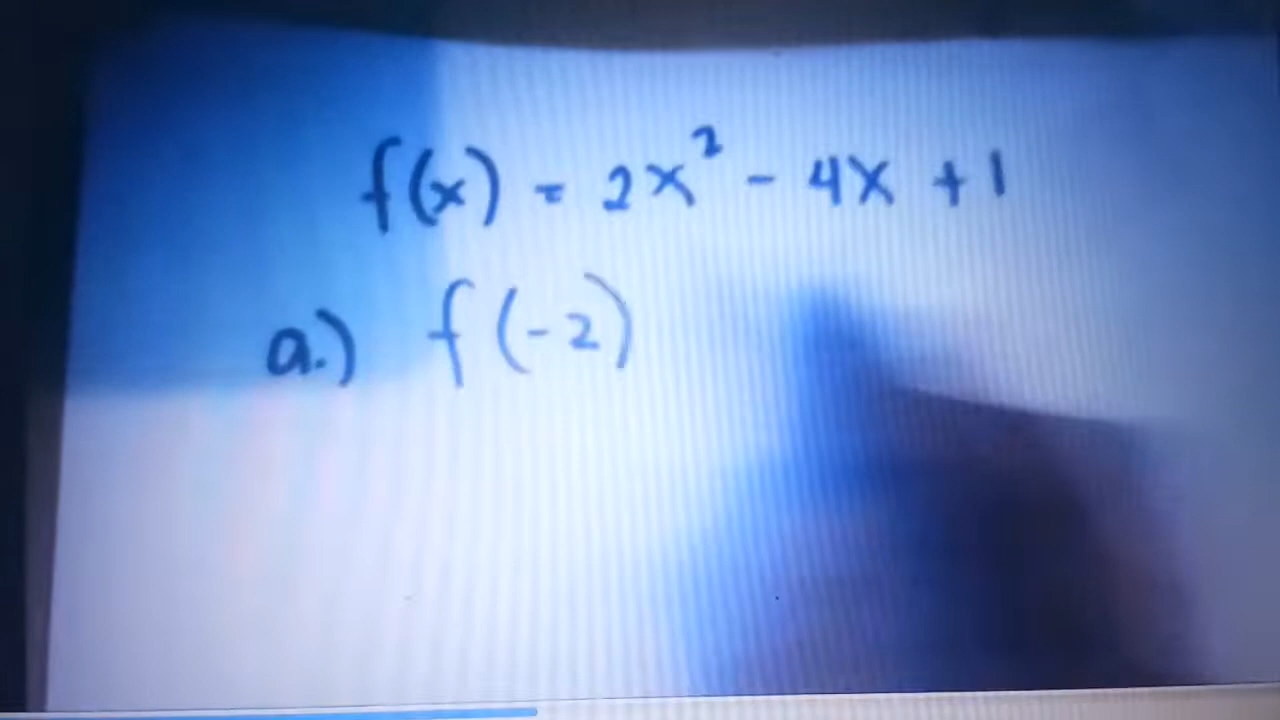 f(x) = 2x² - 4x + 1
a.) f(-2)